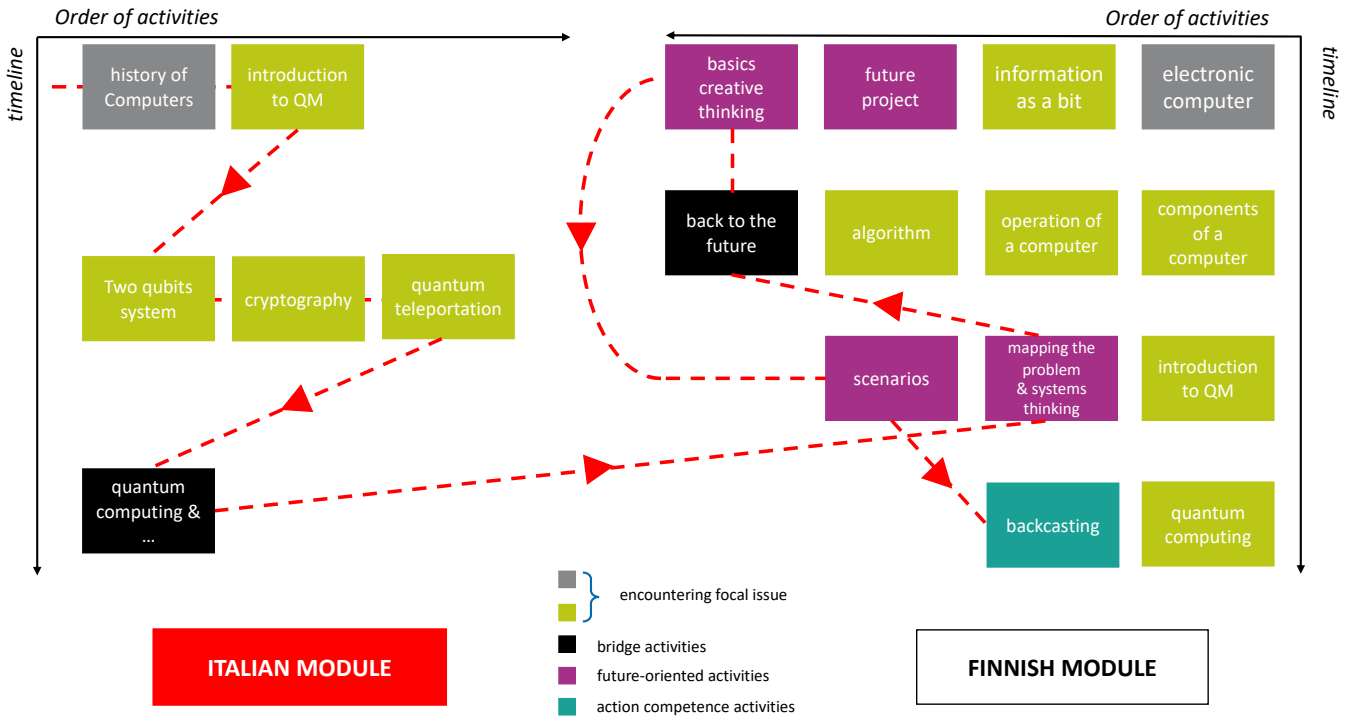 Order of activities
timeline
history of
Computers
introduction
to QM
Two qubits
system
cryptography
quantum
teleportation
quantum
computing &
...
ITALIAN MODULE
Order of activities
timeline
basics
creative
thinking
future
project
information
as a bit
electronic
computer
back to the
future
algorithm
operation of
a computer
components
of a
computer
scenarios
mapping the
problem
& systems
thinking
introduction
to QM
backcasting
quantum
computing
encountering focal issue
bridge activities
future-oriented activities
action competence activities
FINNISH MODULE